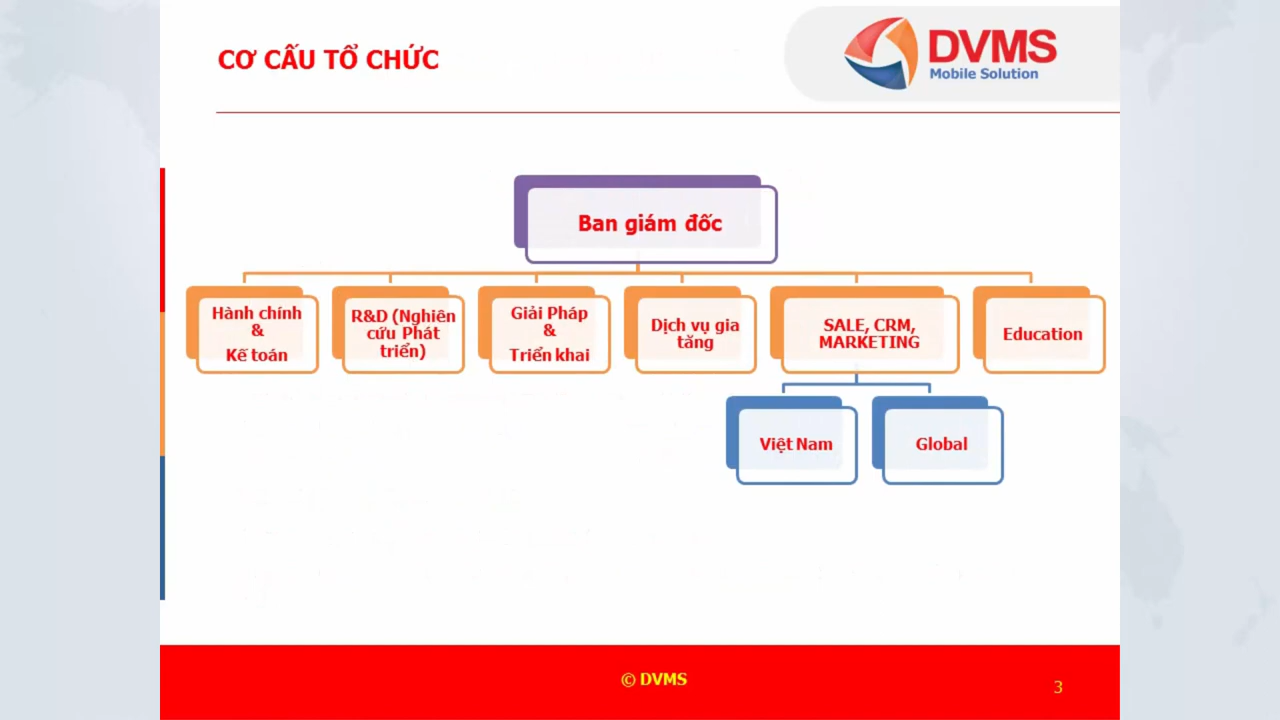 CƠ CẤU TỔ CHỨC
DVMS
Mobile Solution
Ban giám đốc
Hành chính
&
Kế toán
R&D (Nghiên
cứu Phát
triển)
Giải Pháp
&
Triển khai
Dịch vụ gia
tăng
SALE, CRM,
MARKETING
Education
Việt Nam
Global
© DVMS
3